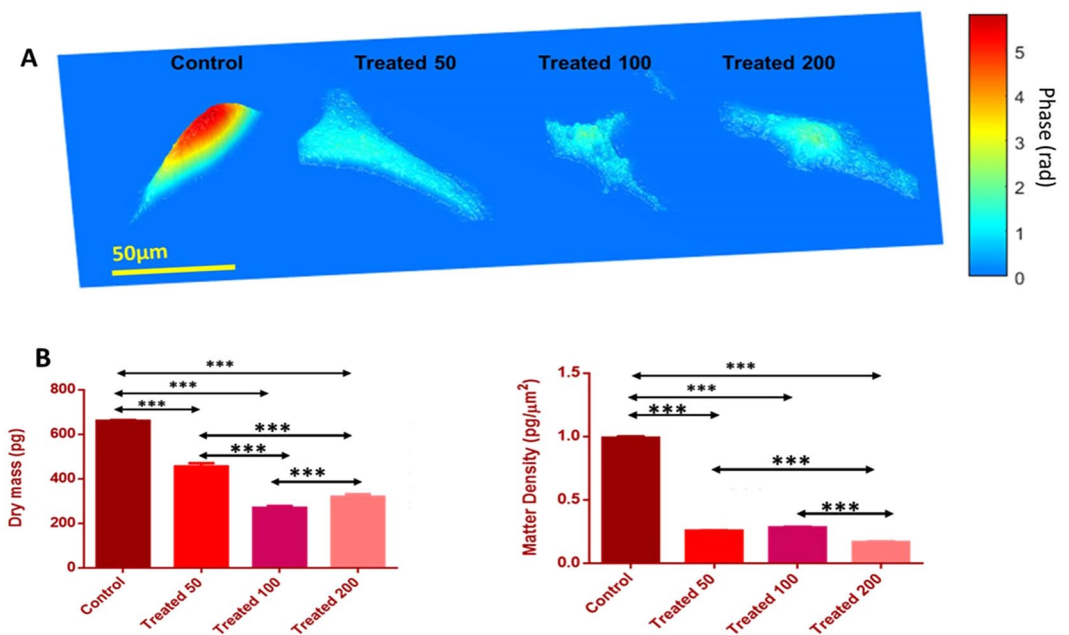 A
Control
Treated 50
Treated 100
Treated 200
50μm
5
4
3
2
1
0
Phase (rad)
B
***
***
***
***
***
***
800
600
400
200
0
Dry mass (pg)
Control
Treated 50
Treated 100
Treated 200
***
***
***
***
***
1.5
1.0
0.5
0.0
Matter Density (pg/μm²)
Control
Treated 50
Treated 100
Treated 200